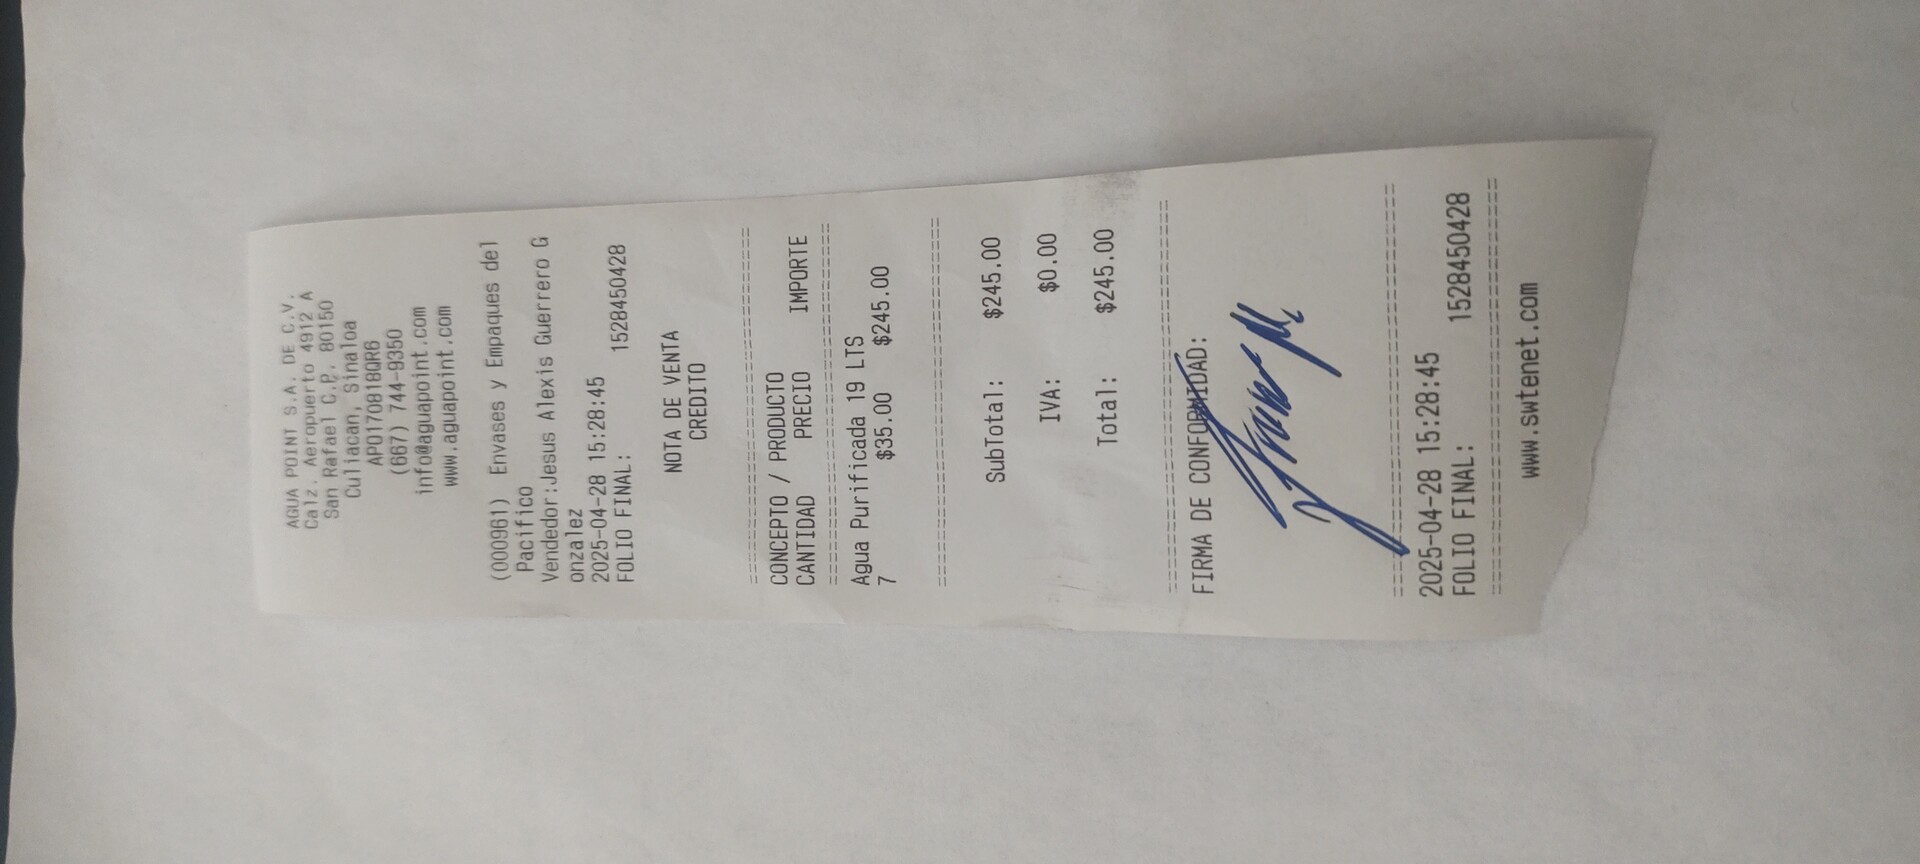 AGUA POINT S.A. DE C.V.
Calz. Aeropuerto 4912 A
San Rafael C.P. 80150
Culiacan, Sinaloa
APO170818QR6
(667) 744-9350
info@aguapoint.com
www.aguapoint.com
(000961) Envases y Empaques del
Pacifico
Vendedor:Jesus Alexis Guerrero G
onzalez
2025-04-28 15:28:45
FOLIO FINAL: 1528450428
NOTA DE VENTA
CREDITO
================================
CONCEPTO / PRODUCTO
CANTIDAD PRECIO IMPORTE
================================
Agua Purificada 19 LTS
7 $35.00 $245.00
================================
SubTotal: $245.00
IVA: $0.00
Total: $245.00
================================
FIRMA DE CONFORMIDAD:
================================
2025-04-28 15:28:45
FOLIO FINAL: 1528450428
================================
www.swtenet.com